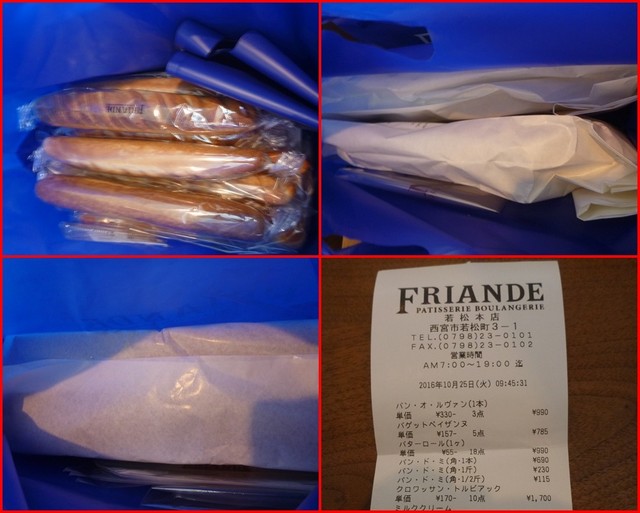 FRIANDE
PATISSERIE BOULANGERIE
若松本店
西宮市若松町3-1
TEL.(0798)23-0101
FAX.(0798)23-0102
営業時間
AM7:00~19:00 迄
2016年10月25日(火) 09:45:31
パン・オ・ルヴァン(1本)
単価 ¥330- 3点 ¥990
バゲットペイザンヌ
単価 ¥157- 5点 ¥785
バターロール(1ヶ)
単価 ¥55- 18点 ¥990
パン・ド・ミ(角・1本) ¥690
パン・ド・ミ(角・1斤) ¥230
パン・ド・ミ(角・1/2斤) ¥115
クロワッサン・トルピアック
単価 ¥170- 10点 ¥1,700
ミルククリーム